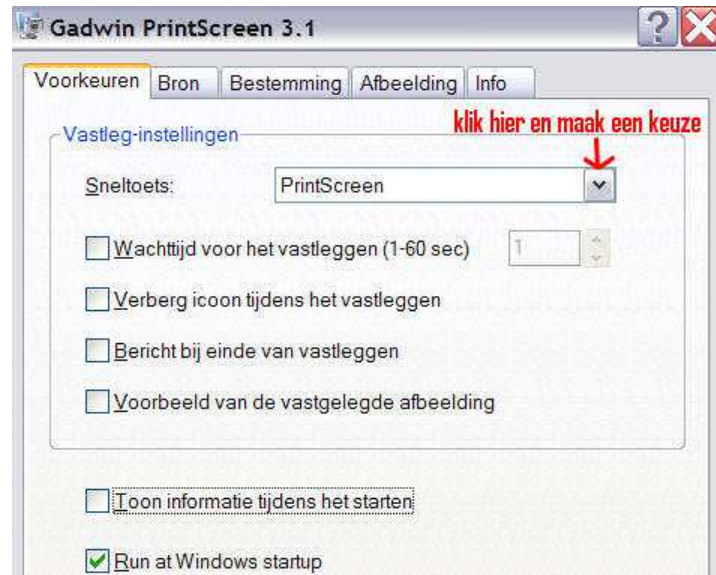 Gadwin PrintScreen 3.1
Voorkeuren Bron Bestemming Afbeelding Info
klik hier en maak een keuze
Vastleg-instellingen
Sneltoets: PrintScreen
Wachttijd voor het vastleggen (1-60 sec) 1
Verberg icoon tijdens het vastleggen
Bericht bij einde van vastleggen
Voorbeeld van de vastgelegde afbeelding
Toon informatie tijdens het starten
Run at Windows startup